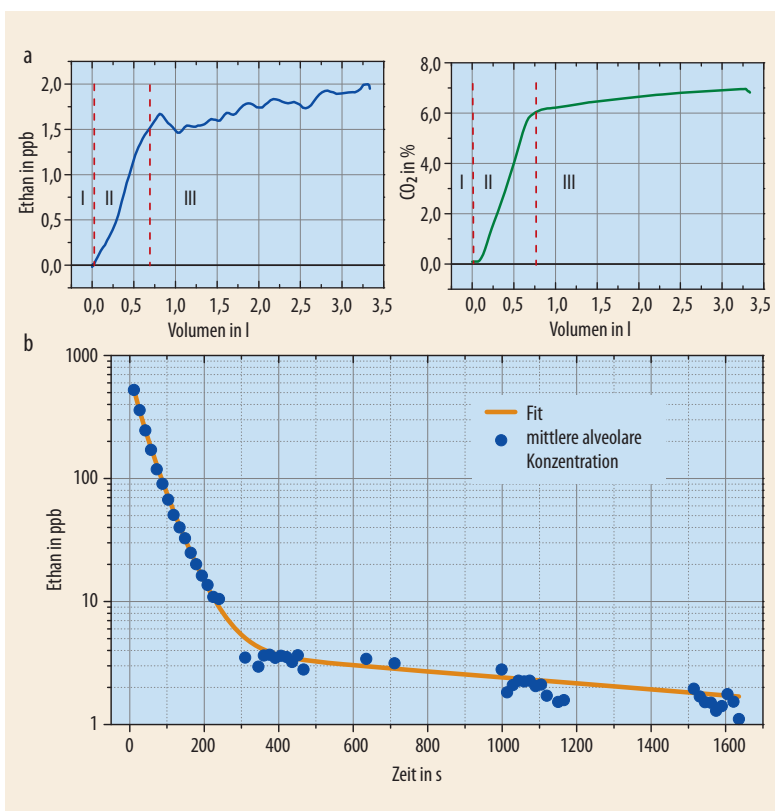 a
Ethan in ppb
2,0
1,5
1,0
0,5
0,0
I
II
III
0,0 0,5 1,0 1,5 2,0 2,5 3,0 3,5
Volumen in l
CO2 in %
8,0
6,0
4,0
2,0
0,0
I
II
III
0,0 0,5 1,0 1,5 2,0 2,5 3,0 3,5
Volumen in l
b
Ethan in ppb
1000
100
10
1
Fit
mittlere alveolare
Konzentration
0 200 400 600 800 1000 1200 1400 1600
Zeit in s